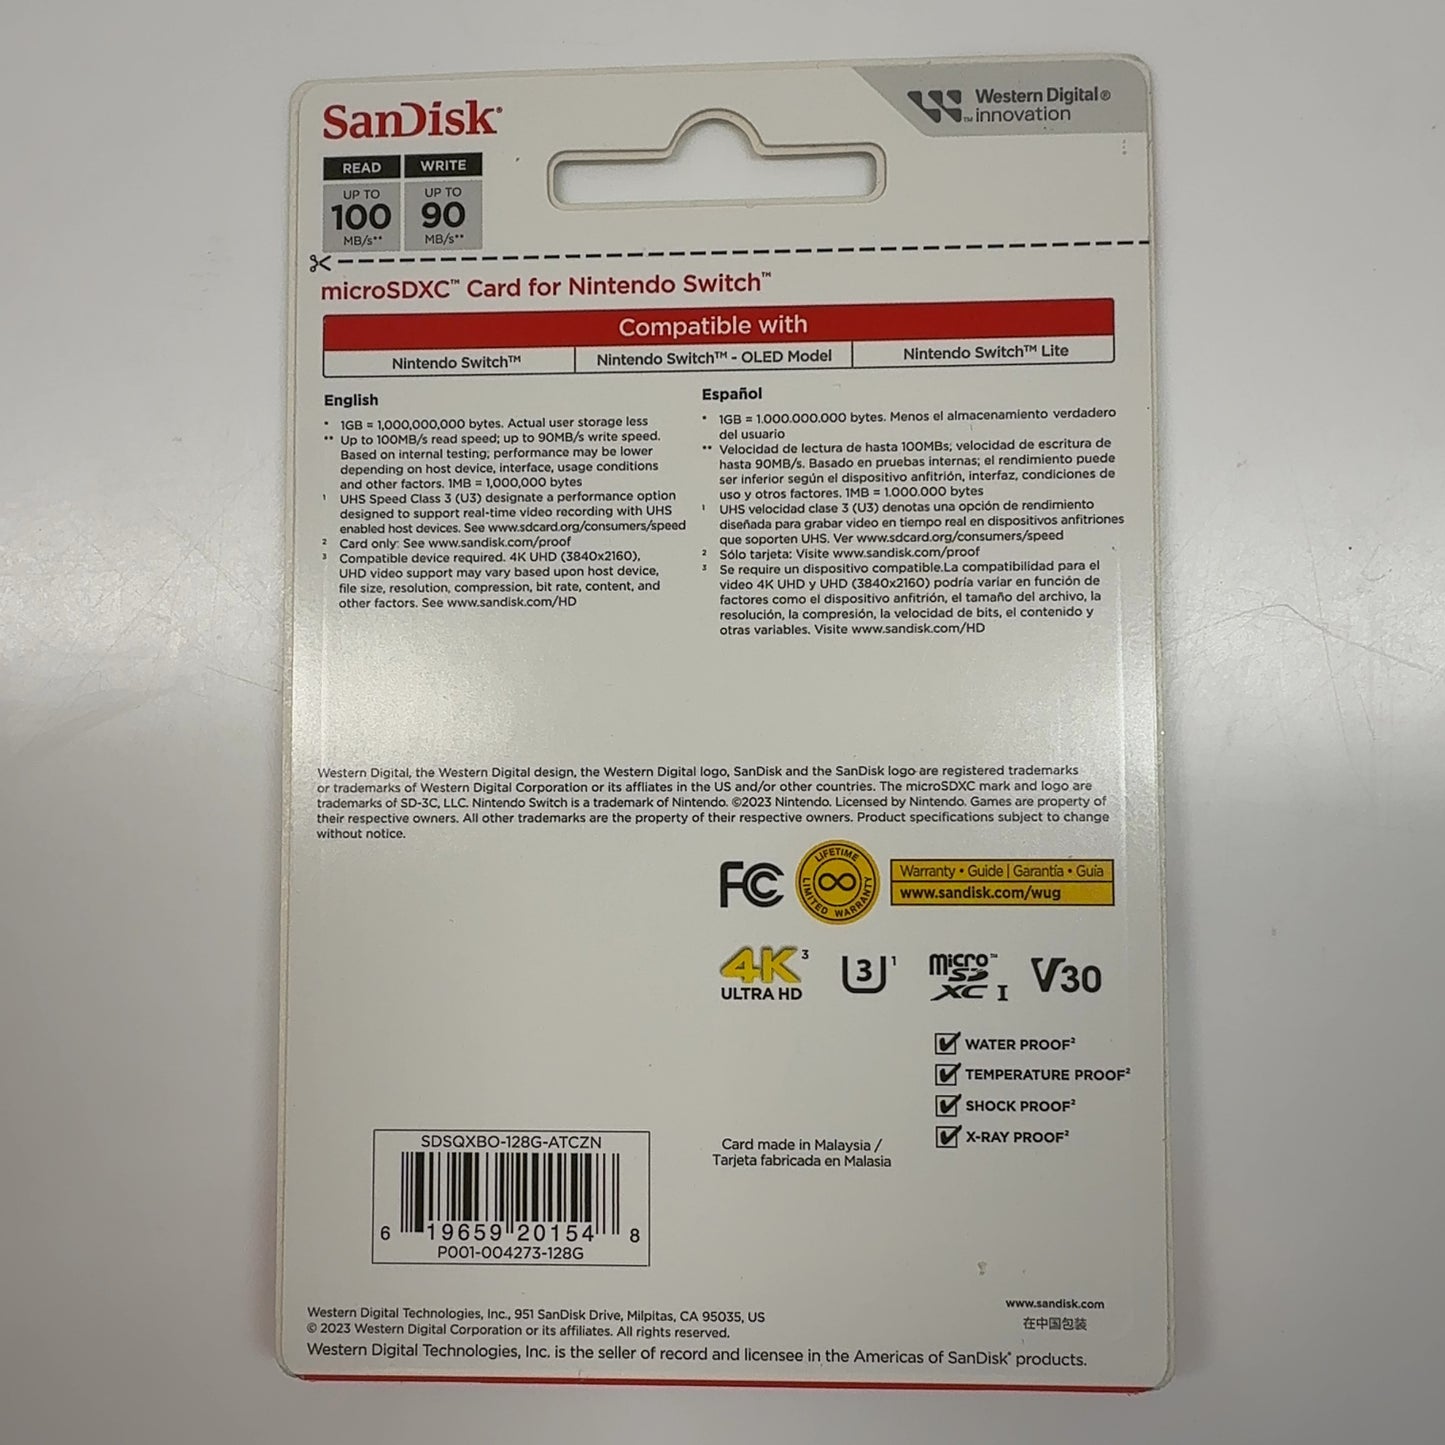 SanDisk®
Western Digital®
™ innovation
READ WRITE
UP TO UP TO
100 90
MB/s** MB/s**
microSDXC™ Card for Nintendo Switch™
Compatible with
Nintendo Switch™ Nintendo Switch™ - OLED Model Nintendo Switch™ Lite
English
* 1GB = 1,000,000,000 bytes. Actual user storage less
** Up to 100MB/s read speed; up to 90MB/s write speed.
Based on internal testing; performance may be lower
depending on host device, interface, usage conditions
and other factors. 1MB = 1,000,000 bytes
1 UHS Speed Class 3 (U3) designate a performance option
designed to support real-time video recording with UHS
enabled host devices. See www.sdcard.org/consumers/speed
2 Card only: See www.sandisk.com/proof
3 Compatible device required. 4K UHD (3840x2160),
UHD video support may vary based upon host device,
file size, resolution, compression, bit rate, content, and
other factors. See www.sandisk.com/HD
Español
* 1GB = 1.000.000.000 bytes. Menos el almacenamiento verdadero
del usuario
** Velocidad de lectura de hasta 100MBs; velocidad de escritura de
hasta 90MB/s. Basado en pruebas internas; el rendimiento puede
ser inferior según el dispositivo anfitrión, interfaz, condiciones de
uso y otros factores. 1MB = 1.000.000 bytes
1 UHS velocidad clase 3 (U3) denotas una opción de rendimiento
diseñada para grabar video en tiempo real en dispositivos anfitriones
que soporten UHS. Ver www.sdcard.org/consumers/speed
2 Sólo tarjeta: Visite www.sandisk.com/proof
3 Se require un dispositivo compatible.La compatibilidad para el
video 4K UHD y UHD (3840x2160) podría variar en función de
factores como el dispositivo anfitrión, el tamaño del archivo, la
resolución, la compresión, la velocidad de bits, el contenido y
otras variables. Visite www.sandisk.com/HD
Western Digital, the Western Digital design, the Western Digital logo, SanDisk and the SanDisk logo are registered trademarks
or trademarks of Western Digital Corporation or its affliates in the US and/or other countries. The microSDXC mark and logo are
trademarks of SD-3C, LLC. Nintendo Switch is a trademark of Nintendo. ©2023 Nintendo. Licensed by Nintendo. Games are property of
their respective owners. All other trademarks are the property of their respective owners. Product specifications subject to change
without notice.
FC
LIFETIME
LIMITED WARRANTY
Warranty • Guide | Garantía • Guía
www.sandisk.com/wug
4K³
ULTRA HD
U3¹
micro™
SD
XC I
V30
WATER PROOF²
TEMPERATURE PROOF²
SHOCK PROOF²
X-RAY PROOF²
Card made in Malaysia /
Tarjeta fabricada en Malasia
SDSQXBO-128G-ATCZN
6 19659 20154 8
P001-004273-128G
www.sandisk.com
在中国包装
Western Digital Technologies, Inc., 951 SanDisk Drive, Milpitas, CA 95035, US
© 2023 Western Digital Corporation or its affiliates. All rights reserved.
Western Digital Technologies, Inc. is the seller of record and licensee in the Americas of SanDisk® products.